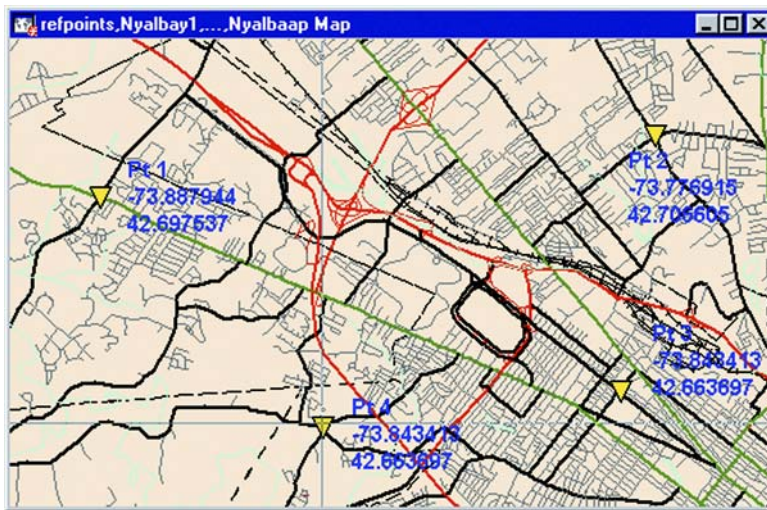 refpoints,Nyalbay1,...,Nyalbaap Map
Pt 1
-73.887944
42.697537
Pt 2
-73.776915
42.706605
Pt 3
-73.843413
42.663697
Pt 4
-73.843413
42.663697